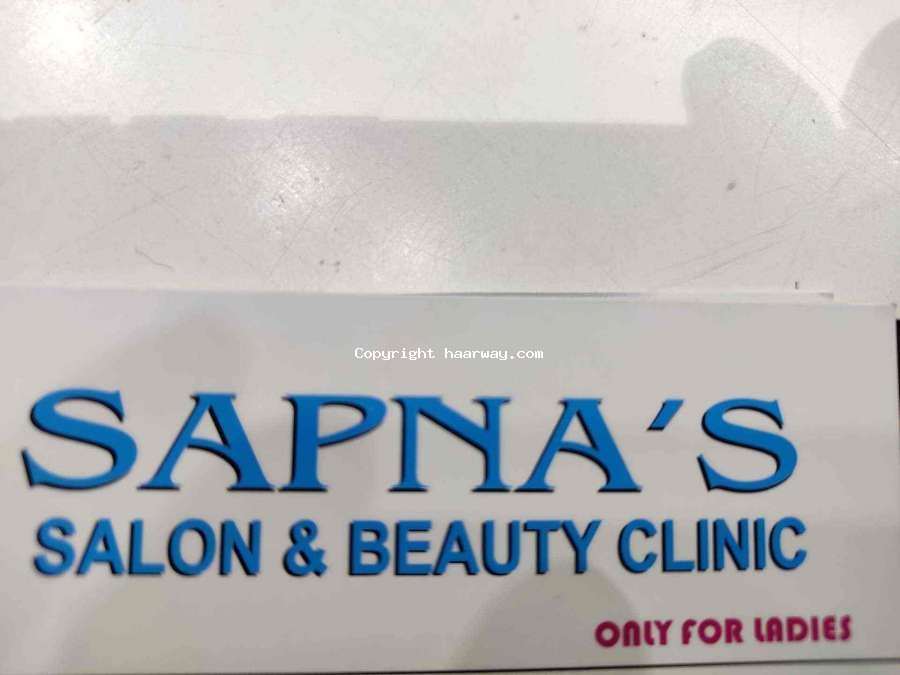 Copyright haarway.com
SAPNA'S
SALON & BEAUTY CLINIC
ONLY FOR LADIES